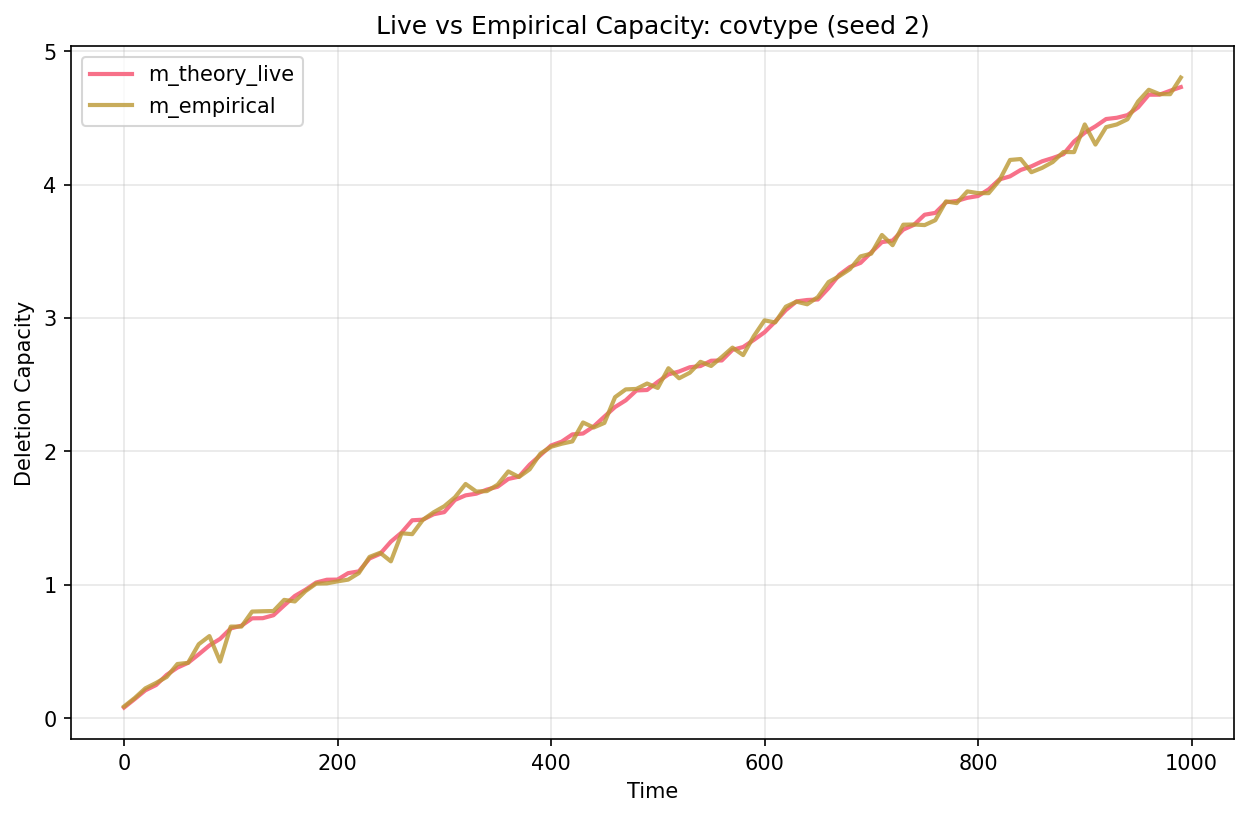 Live vs Empirical Capacity: covtype (seed 2)
m_theory_live
m_empirical
Deletion Capacity
5
4
3
2
1
0
0 200 400 600 800 1000
Time